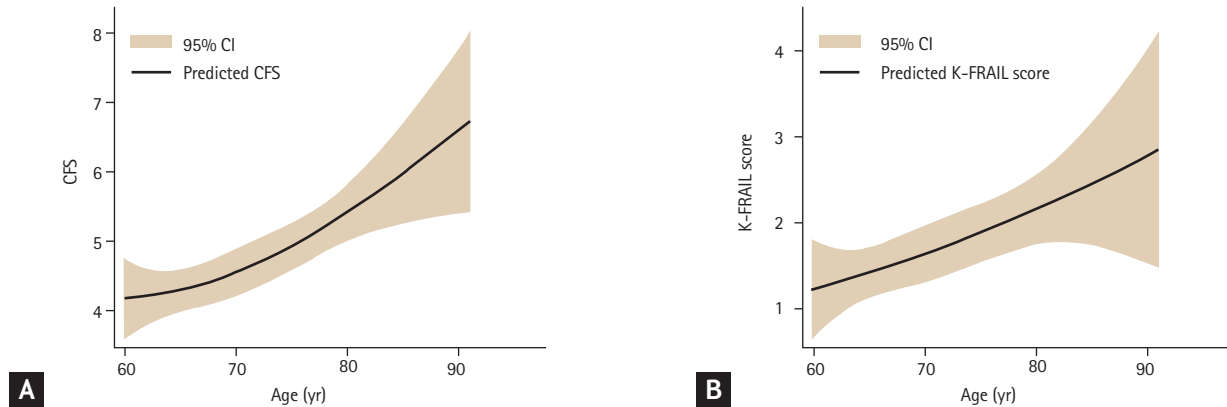 8
7
6
5
4
CFS
95% CI
Predicted CFS
60
70
80
90
Age (yr)
A
4
3
2
1
K-FRAIL score
95% CI
Predicted K-FRAIL score
60
70
80
90
Age (yr)
B